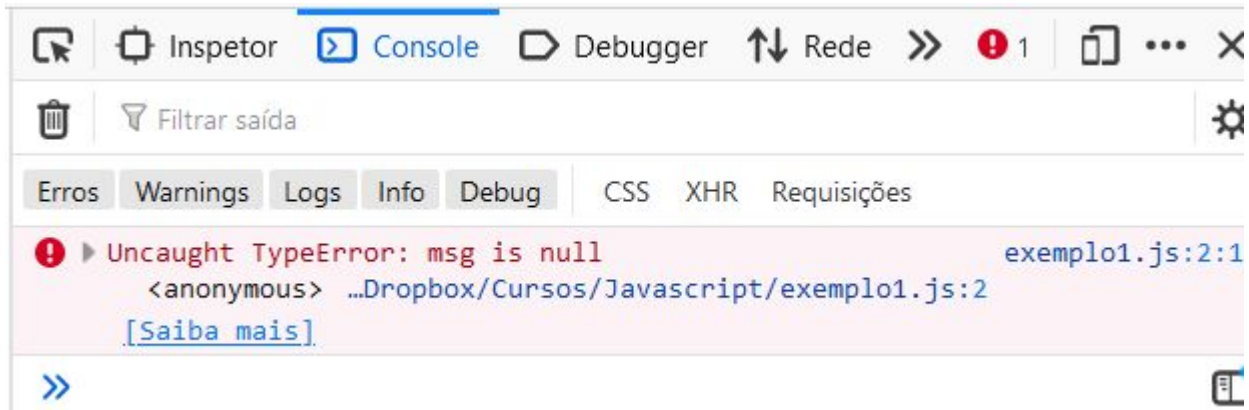 Inspetor Console Debugger Rede 1
Filtrar saída
Erros Warnings Logs Info Debug CSS XHR Requisições
Uncaught TypeError: msg is null exemplo1.js:2:1
<anonymous> …Dropbox/Cursos/Javascript/exemplo1.js:2
[Saiba mais]